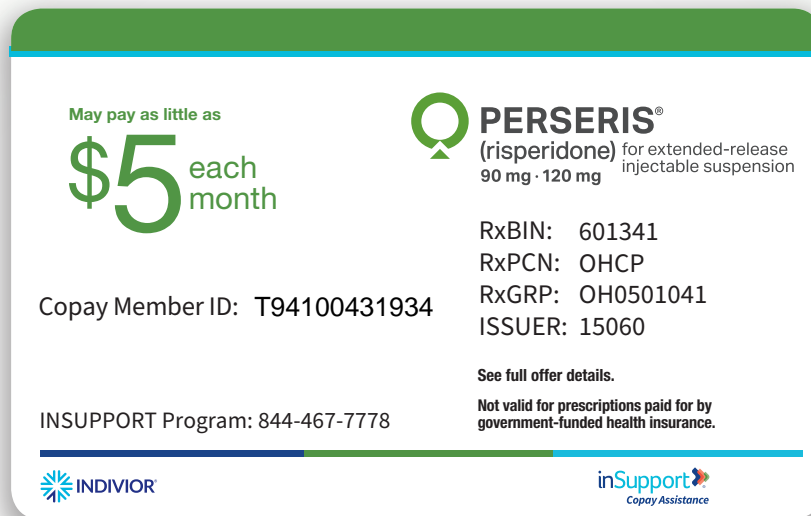 May pay as little as
$5 each
month
PERSERIS®
(risperidone) for extended-release
injectable suspension
90 mg · 120 mg
RxBIN: 601341
RxPCN: OHCP
RxGRP: OH0501041
ISSUER: 15060
Copay Member ID: T94100431934
See full offer details.
Not valid for prescriptions paid for by
government-funded health insurance.
INSUPPORT Program: 844-467-7778
INDIVIOR®
inSupport
Copay Assistance